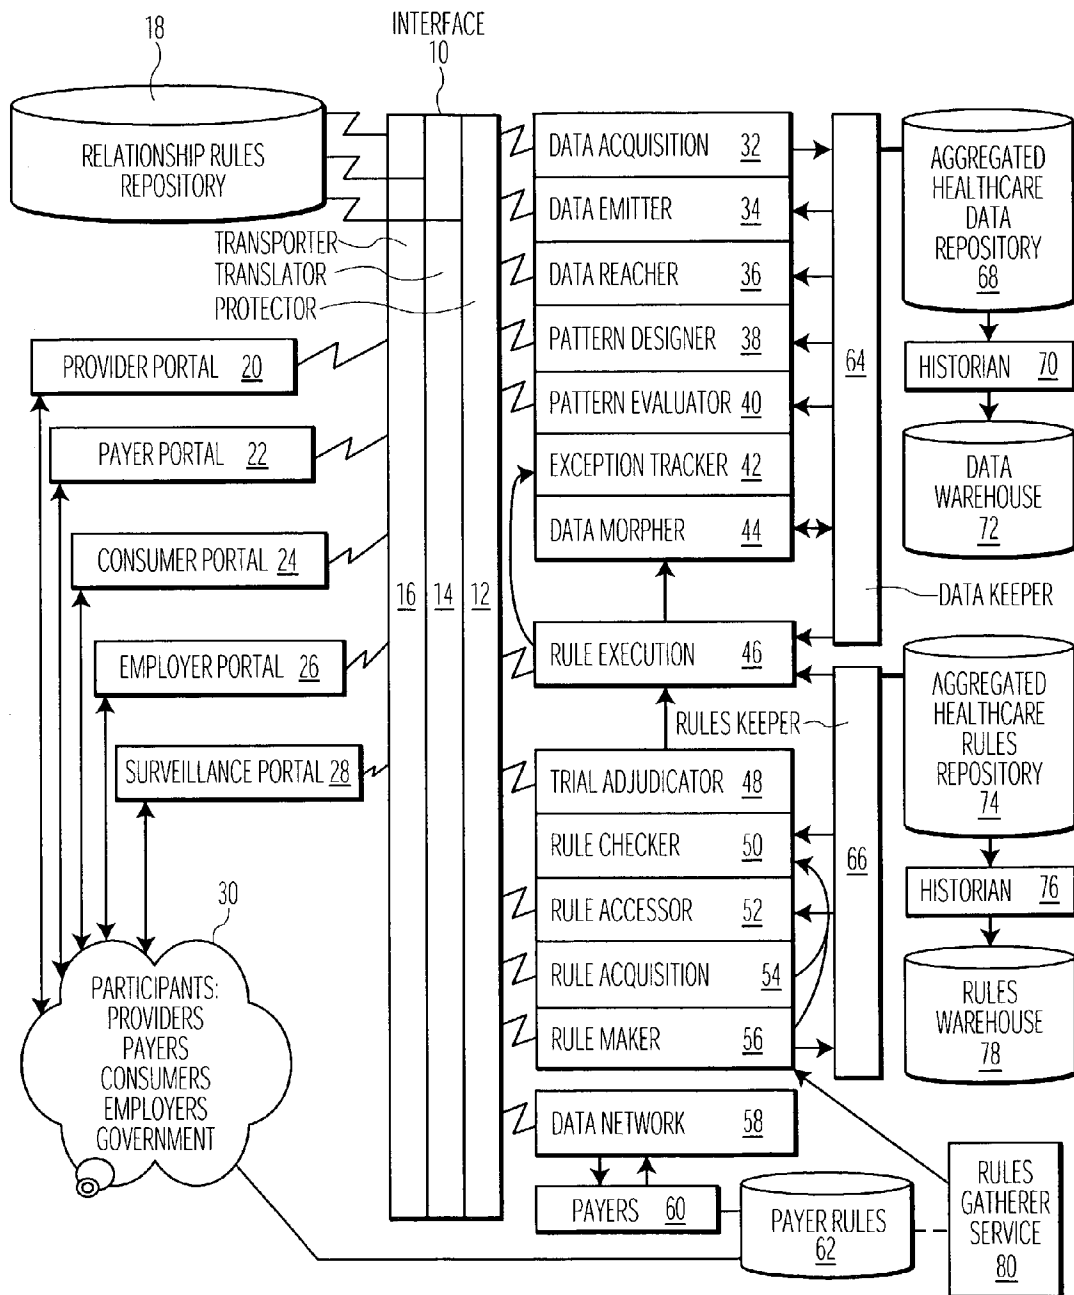 18
INTERFACE
10
RELATIONSHIP RULES
REPOSITORY
TRANSPORTER
TRANSLATOR
PROTECTOR
16
14
12
PROVIDER PORTAL 20
PAYER PORTAL 22
CONSUMER PORTAL 24
EMPLOYER PORTAL 26
SURVEILLANCE PORTAL 28
30
PARTICIPANTS:
PROVIDERS
PAYERS
CONSUMERS
EMPLOYERS
GOVERNMENT
DATA ACQUISITION 32
DATA EMITTER 34
DATA REACHER 36
PATTERN DESIGNER 38
PATTERN EVALUATOR 40
EXCEPTION TRACKER 42
DATA MORPHER 44
RULE EXECUTION 46
TRIAL ADJUDICATOR 48
RULE CHECKER 50
RULE ACCESSOR 52
RULE ACQUISITION 54
RULE MAKER 56
DATA NETWORK 58
PAYERS 60
PAYER RULES
62
64
DATA KEEPER
RULES KEEPER
66
AGGREGATED
HEALTHCARE
DATA
REPOSITORY
68
HISTORIAN 70
DATA
WAREHOUSE
72
AGGREGATED
HEALTHCARE
RULES
REPOSITORY
74
HISTORIAN 76
RULES
WAREHOUSE
78
RULES
GATHERER
SERVICE
80